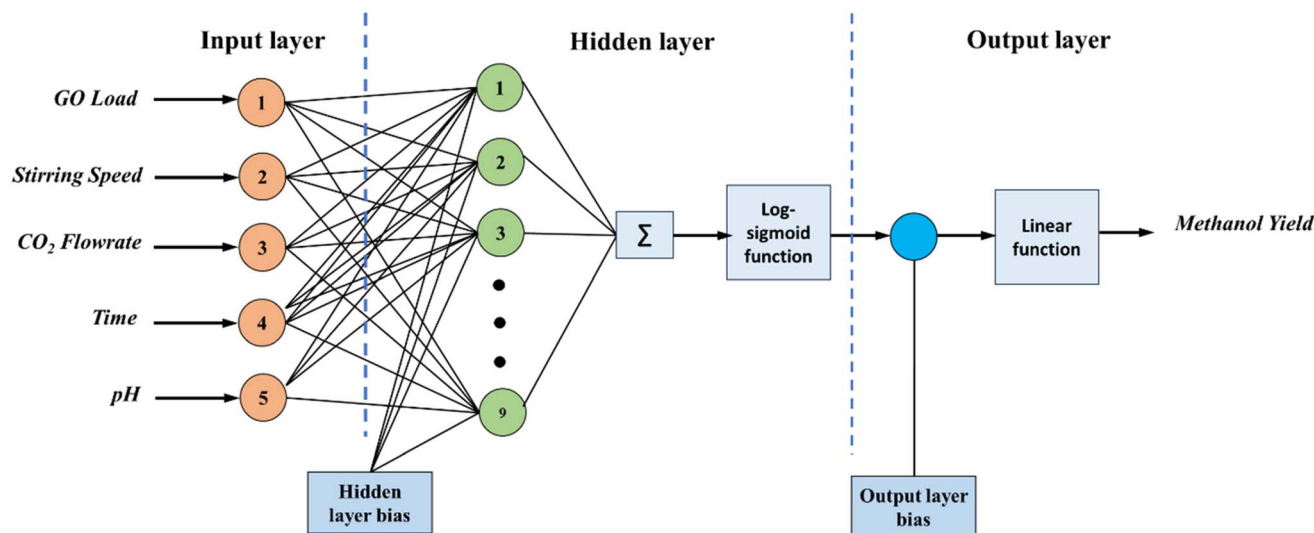 Input layer
Hidden layer
Output layer
GO Load
1
1
Stirring Speed
2
2
CO₂ Flowrate
3
3
Σ
Log-
sigmoid
function
Linear
function
Methanol Yield
Time
4
pH
5
9
Hidden
layer bias
Output layer
bias